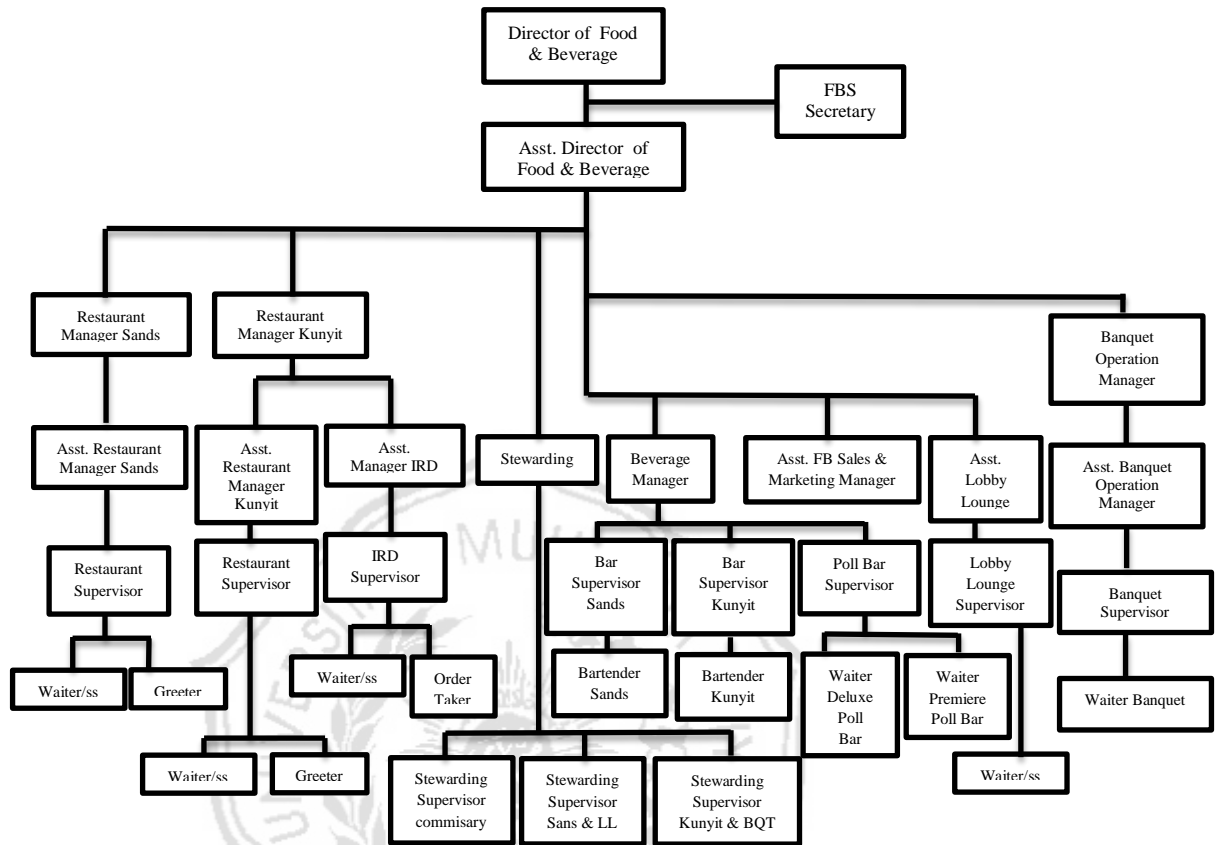 Director of Food
& Beverage
FBS
Secretary
Asst. Director of
Food & Beverage
Restaurant
Manager Sands
Restaurant
Manager Kunyit
Banquet
Operation
Manager
Asst. Restaurant
Manager Sands
Asst.
Restaurant
Manager
Kunyit
Asst.
Manager IRD
Stewarding
Beverage
Manager
Asst. FB Sales &
Marketing Manager
Asst.
Lobby
Lounge
Asst. Banquet
Operation
Manager
Restaurant
Supervisor
Restaurant
Supervisor
IRD
Supervisor
Bar
Supervisor
Sands
Bar
Supervisor
Kunyit
Poll Bar
Supervisor
Lobby
Lounge
Supervisor
Banquet
Supervisor
Waiter/ss
Greeter
Waiter/ss
Order
Taker
Bartender
Sands
Bartender
Kunyit
Waiter
Deluxe
Poll
Bar
Waiter
Premiere
Poll Bar
Waiter Banquet
Waiter/ss
Greeter
Stewarding
Supervisor
commisary
Stewarding
Supervisor
Sans & LL
Stewarding
Supervisor
Kunyit & BQT
Waiter/ss